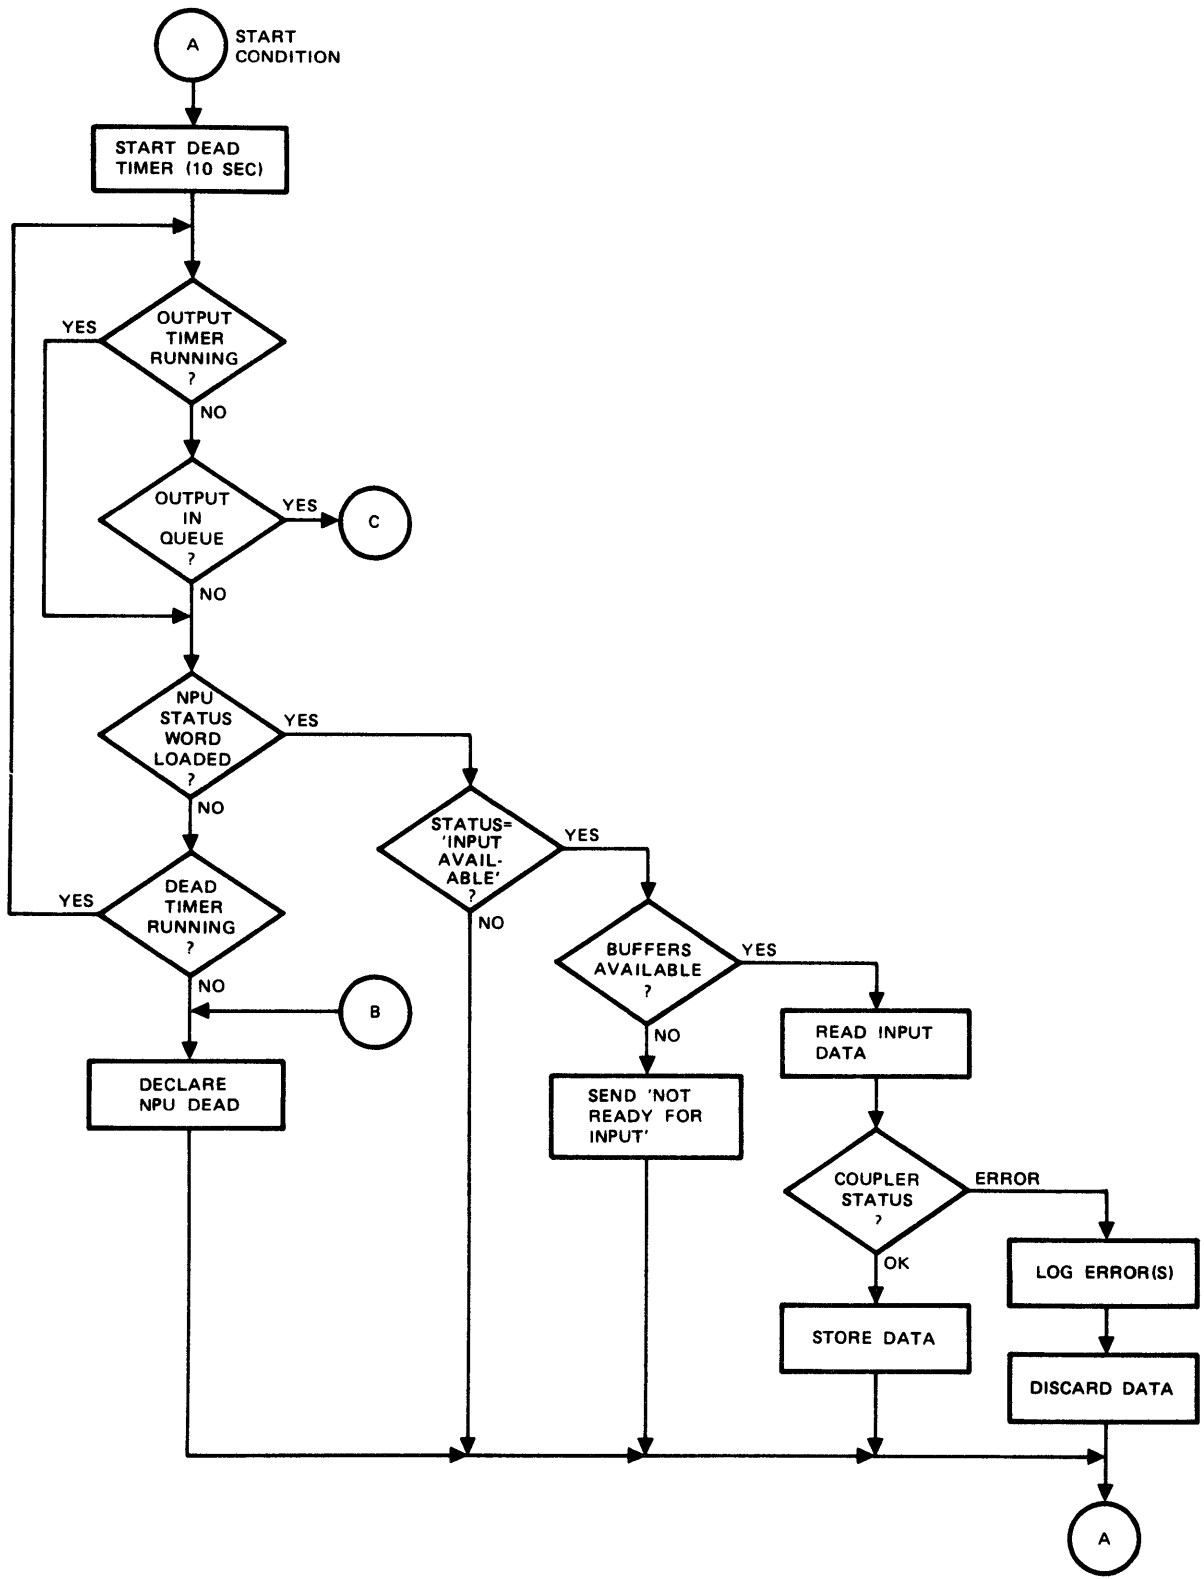 A
START
CONDITION
START DEAD
TIMER (10 SEC)
YES
OUTPUT
TIMER
RUNNING
?
NO
OUTPUT
IN
QUEUE
?
YES
C
NO
NPU
STATUS
WORD
LOADED
?
YES
NO
STATUS=
'INPUT
AVAIL-
ABLE'
?
YES
NO
YES
DEAD
TIMER
RUNNING
?
NO
BUFFERS
AVAILABLE
?
YES
NO
B
READ INPUT
DATA
DECLARE
NPU DEAD
SEND 'NOT
READY FOR
INPUT'
COUPLER
STATUS
?
ERROR
OK
LOG ERROR(S)
STORE DATA
DISCARD DATA
A